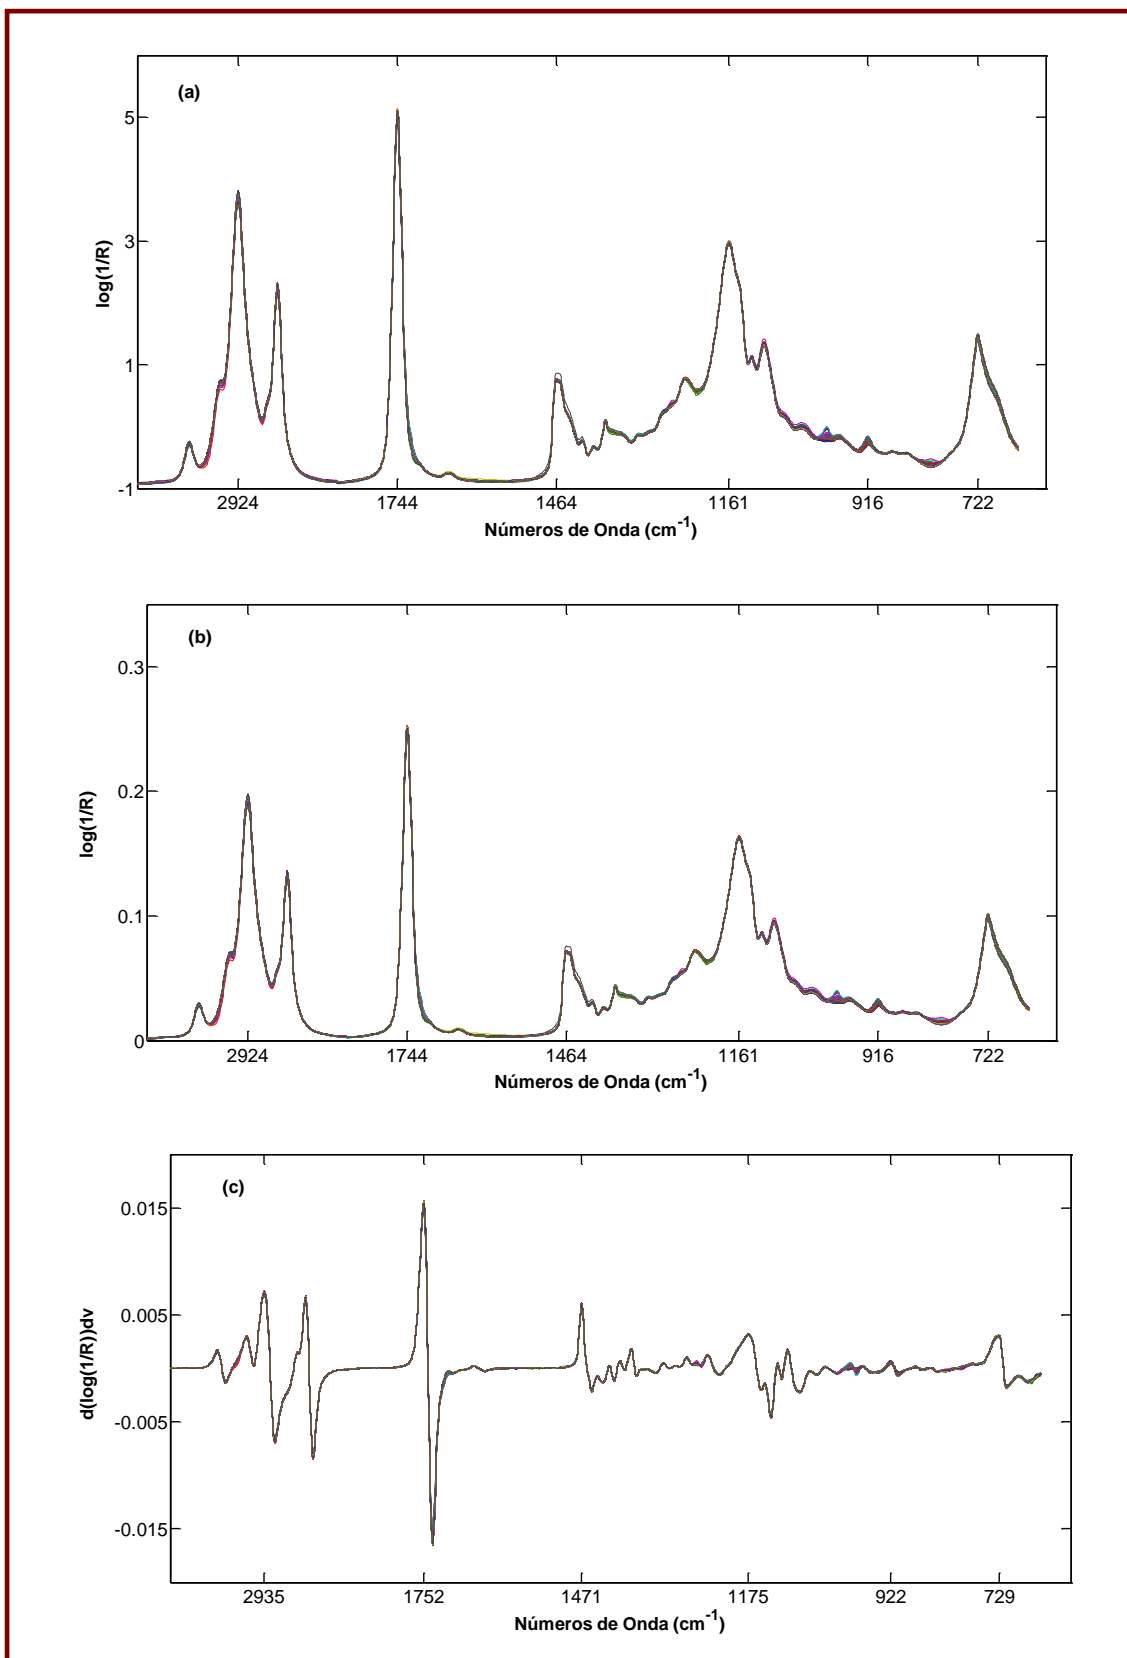 (a)
5
3
1
-1
log(1/R)
2924 1744 1464 1161 916 722
Números de Onda (cm-1)
(b)
0.3
0.2
0.1
0
log(1/R)
2924 1744 1464 1161 916 722
Números de Onda (cm-1)
(c)
0.015
0.005
-0.005
-0.015
d(log(1/R))dv
2935 1752 1471 1175 922 729
Números de Onda (cm-1)